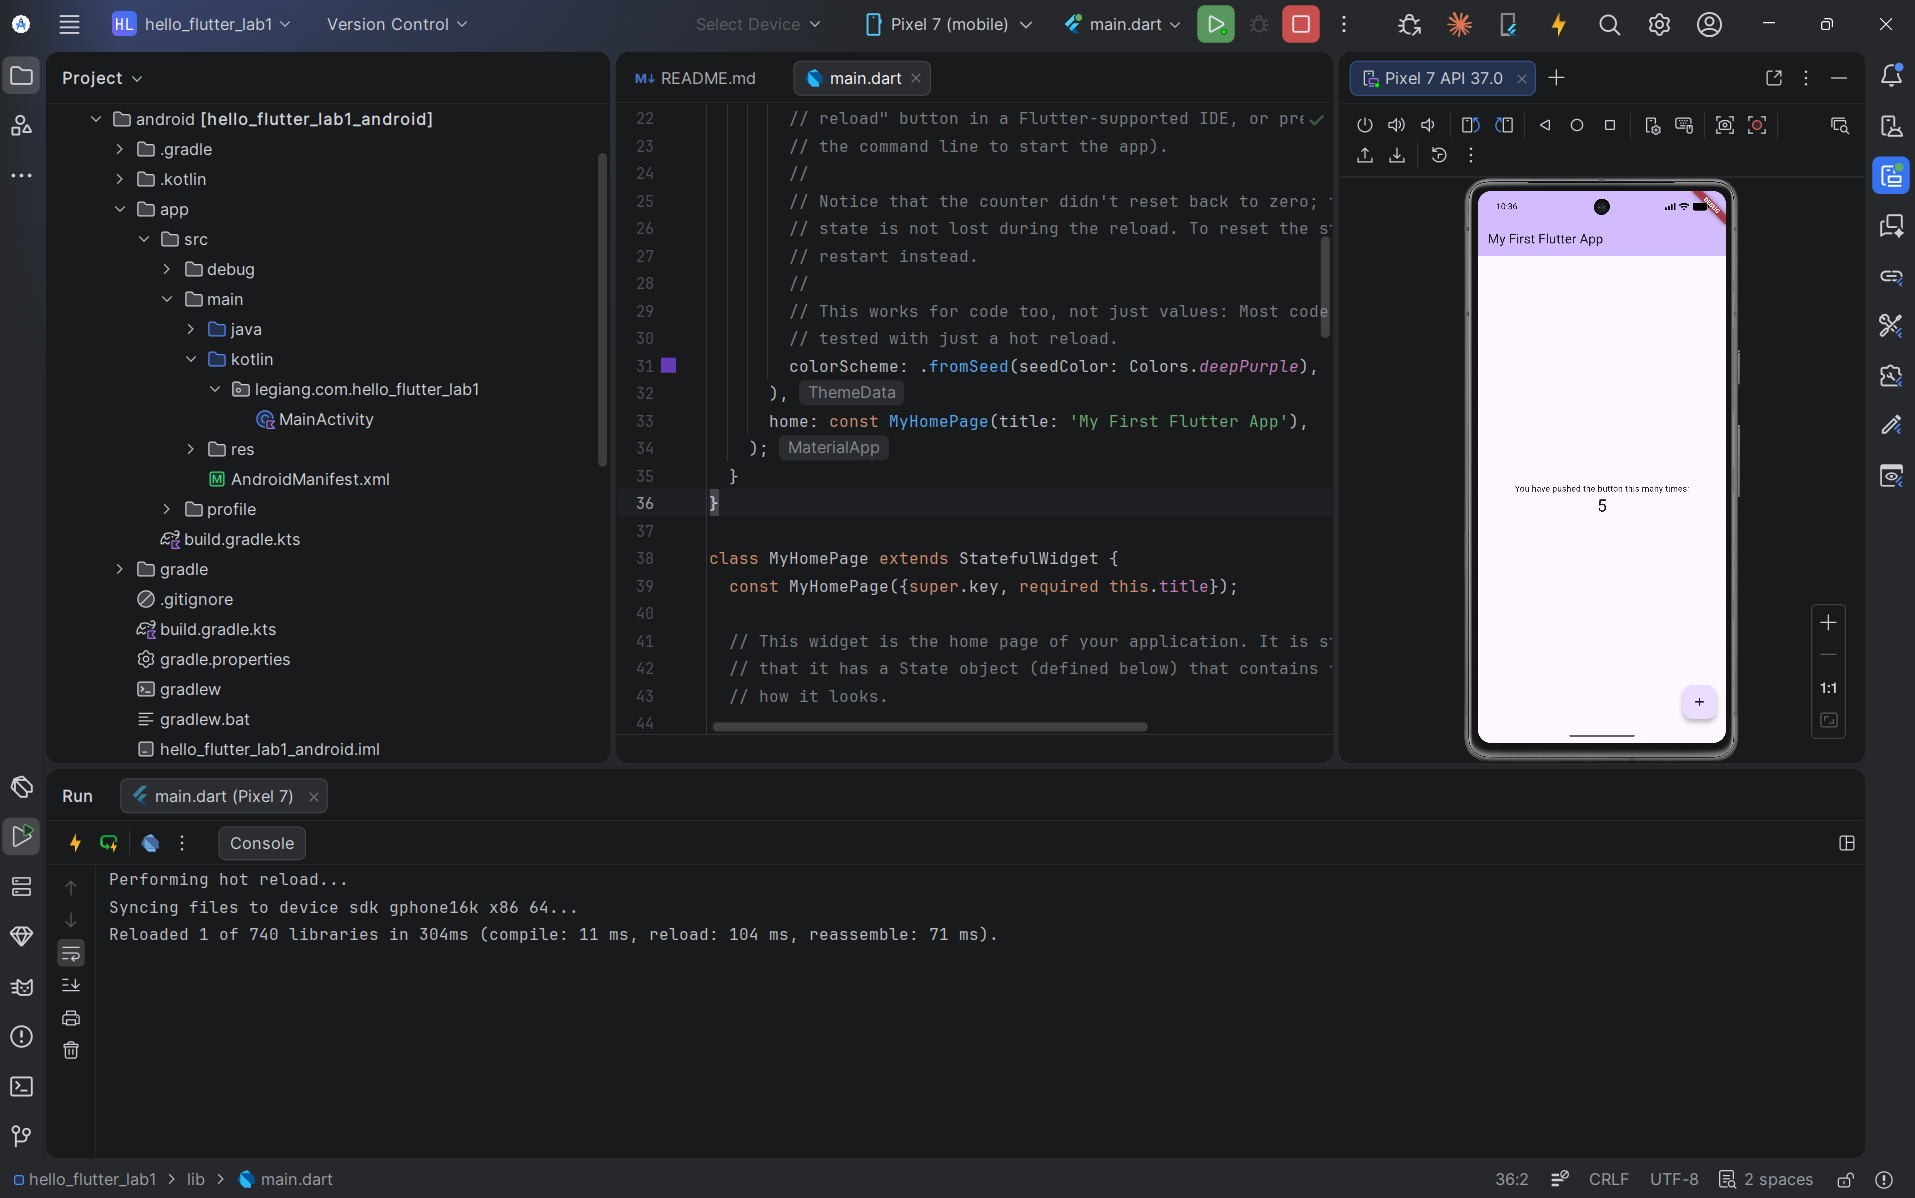 HL hello_flutter_lab1
Version Control
Select Device
Pixel 7 (mobile)
main.dart
Project
android [hello_flutter_lab1_android]
.gradle
.kotlin
app
src
debug
main
java
kotlin
legiang.com.hello_flutter_lab1
MainActivity
res
AndroidManifest.xml
profile
build.gradle.kts
gradle
.gitignore
build.gradle.kts
gradle.properties
gradlew
gradlew.bat
hello_flutter_lab1_android.iml
README.md
main.dart
22 // reload" button in a Flutter-supported IDE, or pre
23 // the command line to start the app).
24 //
25 // Notice that the counter didn't reset back to zero;
26 // state is not lost during the reload. To reset the
27 // restart instead.
28 //
29 // This works for code too, not just values: Most code
30 // tested with just a hot reload.
31 colorScheme: .fromSeed(seedColor: Colors.deepPurple),
32 ), ThemeData
33 home: const MyHomePage(title: 'My First Flutter App'),
34 ); MaterialApp
35 }
36 }
37
38 class MyHomePage extends StatefulWidget {
39 const MyHomePage({super.key, required this.title});
40
41 // This widget is the home page of your application. It is
42 // that it has a State object (defined below) that contains
43 // how it looks.
44
Pixel 7 API 37.0
10:36
DEBUG
My First Flutter App
You have pushed the button this many times:
5
+
1:1
Run
main.dart (Pixel 7)
Console
Performing hot reload...
Syncing files to device sdk gphone16k x86 64...
Reloaded 1 of 740 libraries in 304ms (compile: 11 ms, reload: 104 ms, reassemble: 71 ms).
hello_flutter_lab1 > lib > main.dart
36:2
CRLF
UTF-8
2 spaces